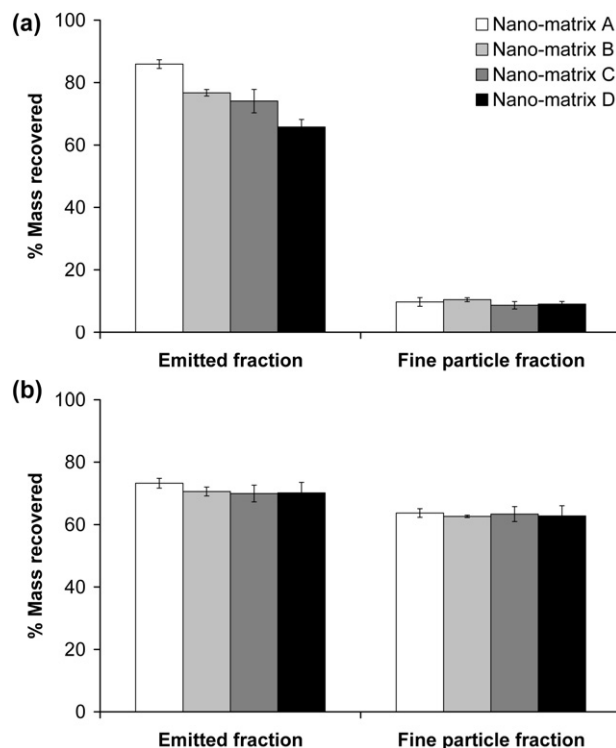 (a)
100
80
60
40
20
0
% Mass recovered
Nano-matrix A
Nano-matrix B
Nano-matrix C
Nano-matrix D
Emitted fraction
Fine particle fraction
(b)
100
80
60
40
20
0
% Mass recovered
Emitted fraction
Fine particle fraction